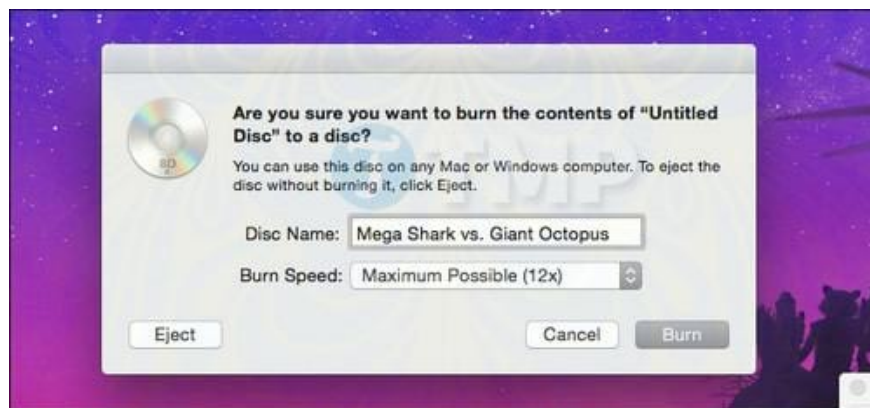 Are you sure you want to burn the contents of “Untitled
Disc” to a disc?
You can use this disc on any Mac or Windows computer. To eject the
disc without burning it, click Eject.
Disc Name: Mega Shark vs. Giant Octopus
Burn Speed: Maximum Possible (12x)
Eject Cancel Burn
TMP